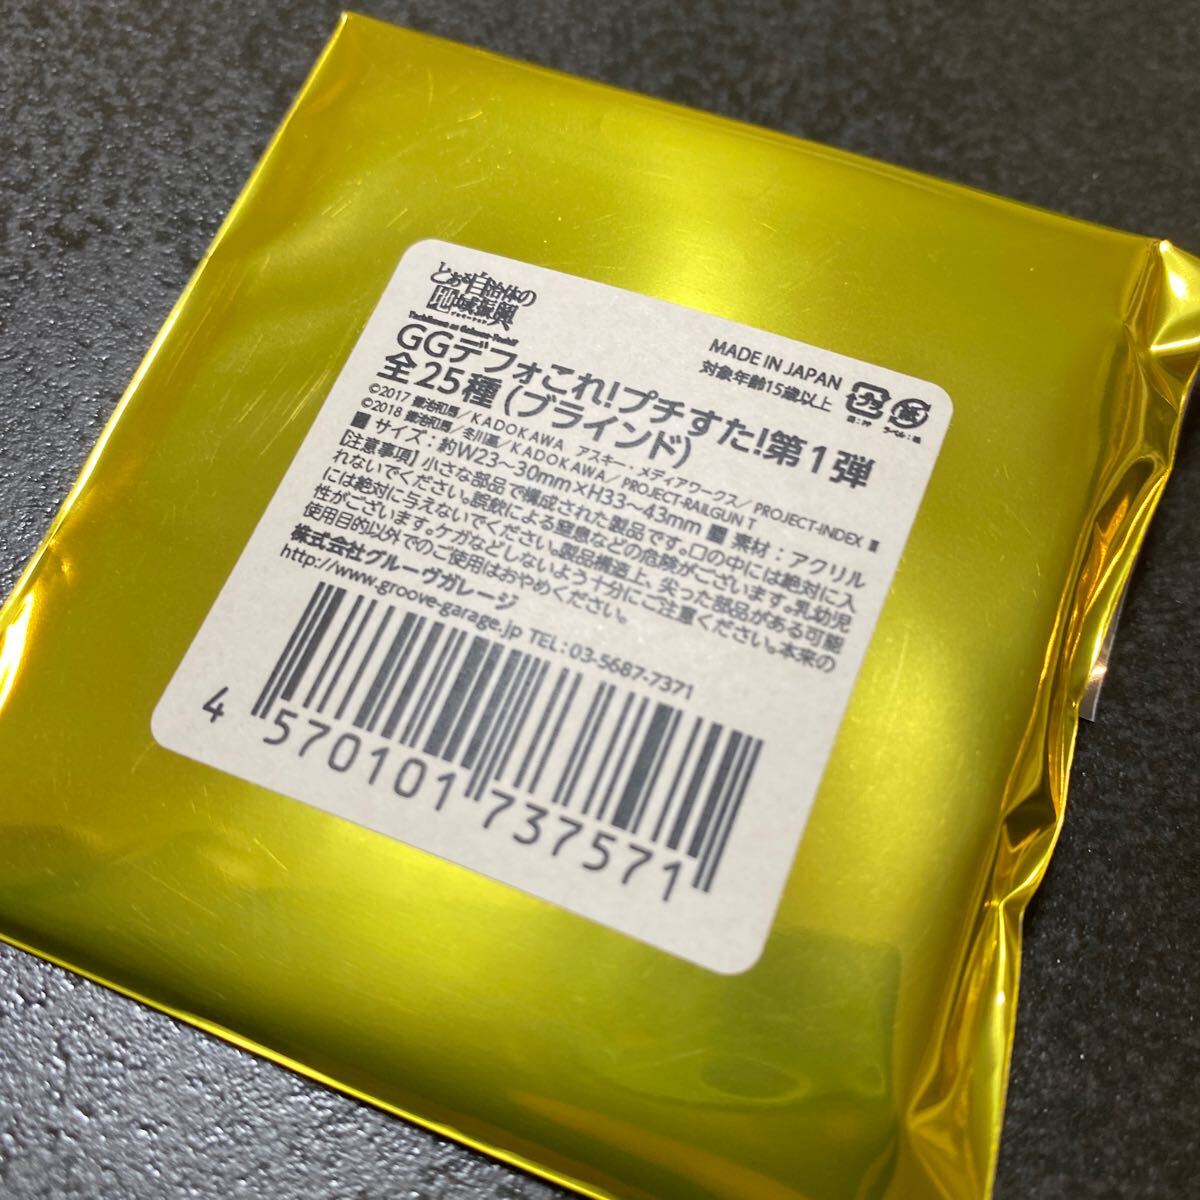 とある自治体の
地域振興
MADE IN JAPAN
対象年齢15歳以上
プラ
袋:PP
紙
ラベル:紙
GGデフォこれ!プチすた!第1弾
全25種(ブラインド)
©2017 鎌池和馬/KADOKAWA アスキー・メディアワークス/PROJECT-INDEX Ⅲ
©2018 鎌池和馬/冬川基/KADOKAWA/PROJECT-RAILGUN T
■ サイズ:約W23~30mm×H33~43mm ■ 素材:アクリル
[注意事項] 小さな部品で構成された製品です。口の中には絶対に入
れないでください。誤飲による窒息などの危険がございます。乳幼児
には絶対に与えないでください。製品構造上、尖った部品がある可能
性がございます。ケガなどしないよう十分にご注意ください。本来の
使用目的以外でのご使用はおやめください。
株式会社グルーヴガレージ
http://www.groove-garage.jp TEL:03-5687-7371
4 570101 737571